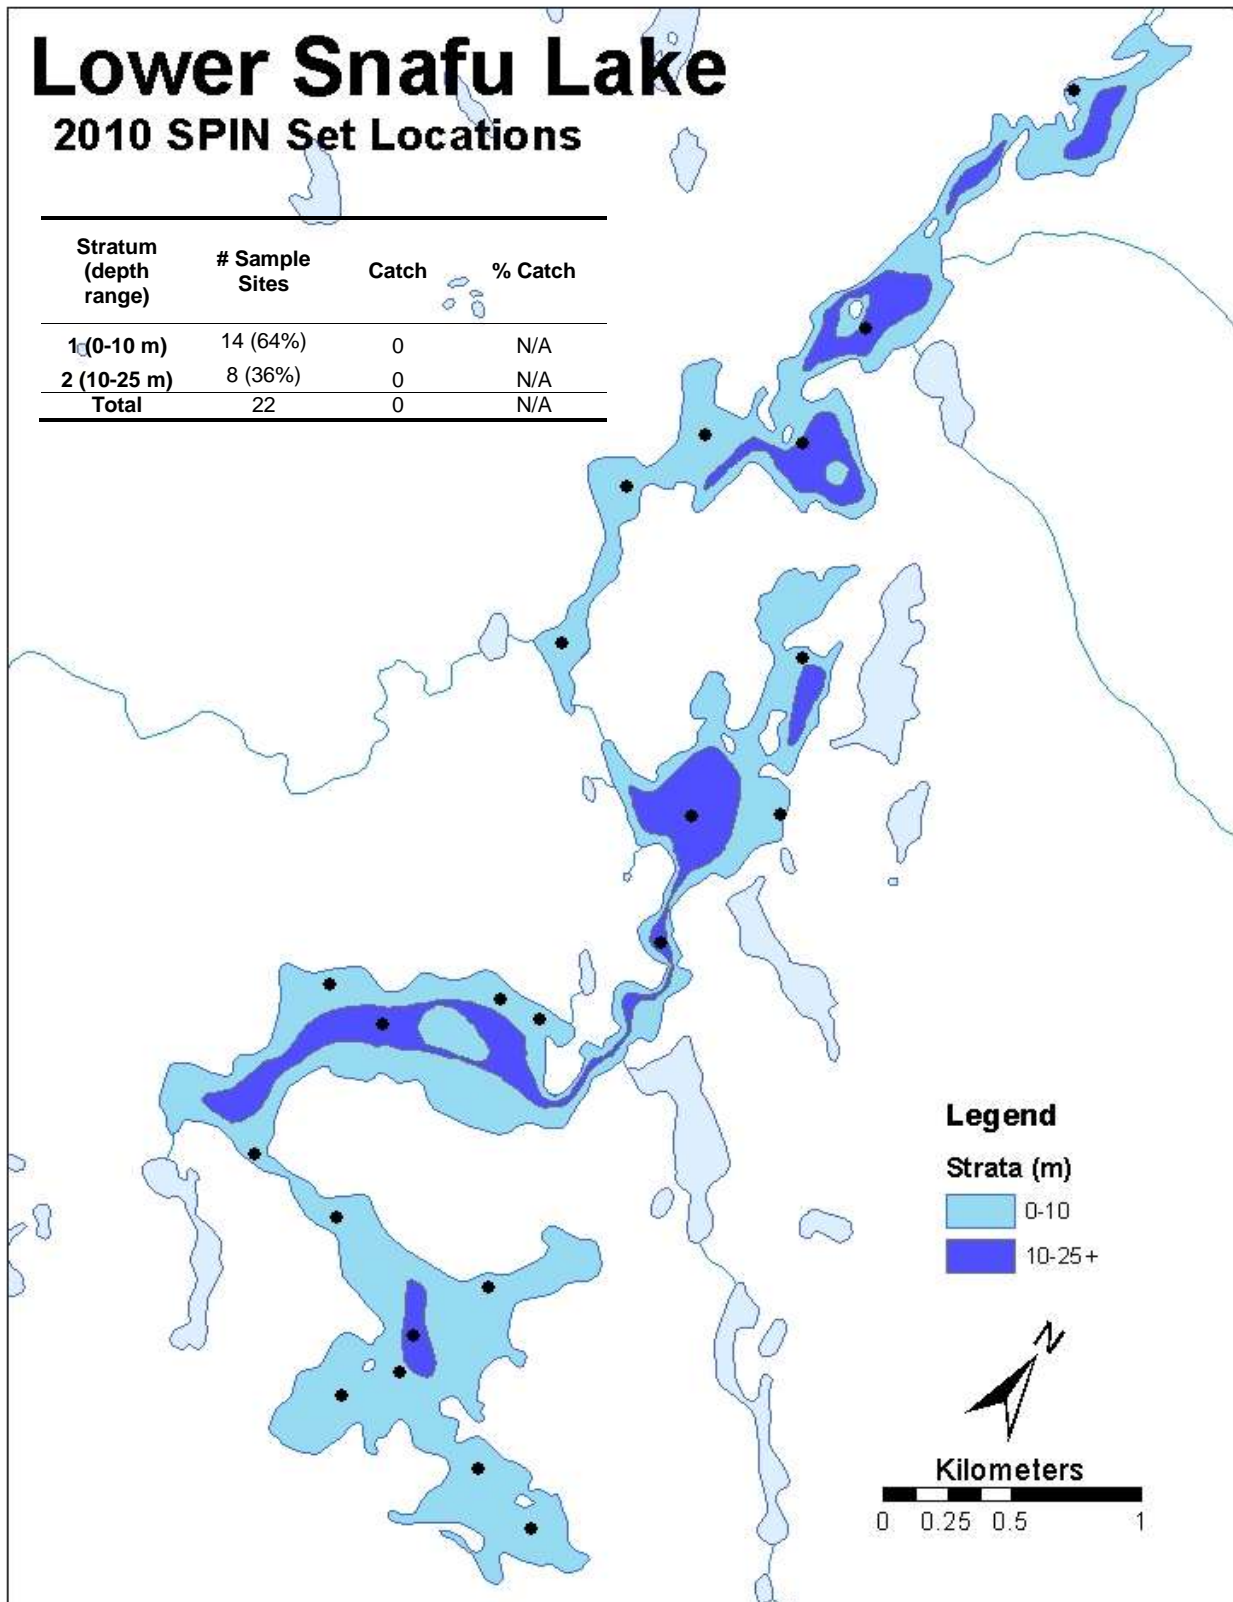 Lower Snafu Lake
2010 SPIN Set Locations
Stratum (depth range) # Sample Sites Catch % Catch
1 (0-10 m) 14 (64%) 0 N/A
2 (10-25 m) 8 (36%) 0 N/A
Total 22 0 N/A
Legend
Strata (m)
0-10
10-25+
N
Kilometers
0 0.25 0.5 1